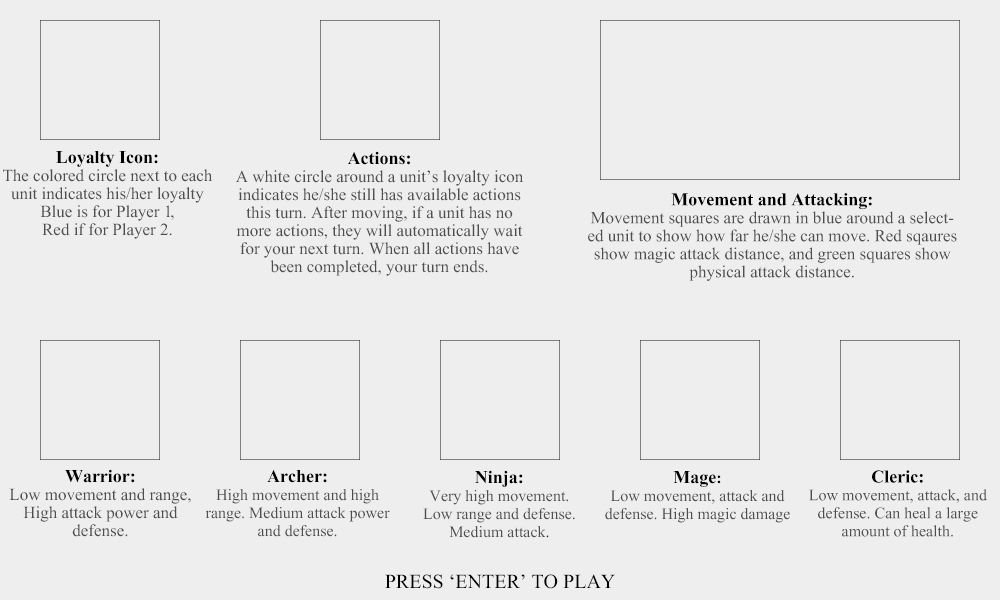 Loyalty Icon:
The colored circle next to each
unit indicates his/her loyalty
Blue is for Player 1,
Red if for Player 2.
Actions:
A white circle around a unit’s loyalty icon
indicates he/she still has available actions
this turn. After moving, if a unit has no
more actions, they will automatically wait
for your next turn. When all actions have
been completed, your turn ends.
Movement and Attacking:
Movement squares are drawn in blue around a select-
ed unit to show how far he/she can move. Red sqaures
show magic attack distance, and green squares show
physical attack distance.
Warrior:
Low movement and range,
High attack power and
defense.
Archer:
High movement and high
range. Medium attack power
and defense.
Ninja:
Very high movement.
Low range and defense.
Medium attack.
Mage:
Low movement, attack and
defense. High magic damage
Cleric:
Low movement, attack, and
defense. Can heal a large
amount of health.
PRESS ‘ENTER’ TO PLAY